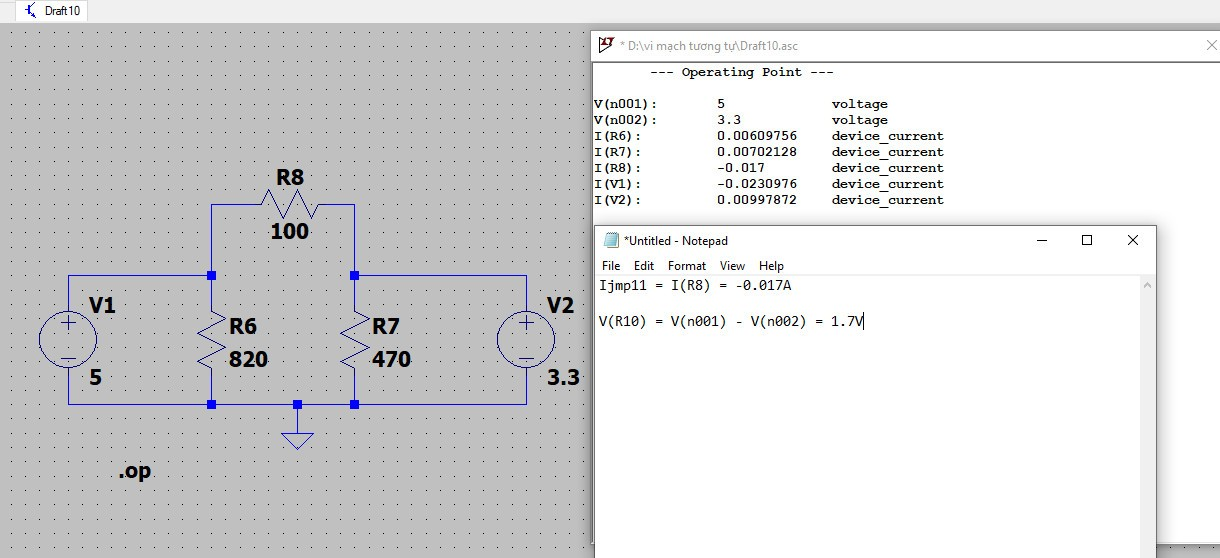 Draft10
R8
100
V1
5
R6
820
R7
470
V2
3.3
.op
* D:\vi mạch tương tự\Draft10.asc
--- Operating Point ---
V(n001): 5 voltage
V(n002): 3.3 voltage
I(R6): 0.00609756 device_current
I(R7): 0.00702128 device_current
I(R8): -0.017 device_current
I(V1): -0.0230976 device_current
I(V2): 0.00997872 device_current
*Untitled - Notepad
File Edit Format View Help
Ijmp11 = I(R8) = -0.017A
V(R10) = V(n001) - V(n002) = 1.7V